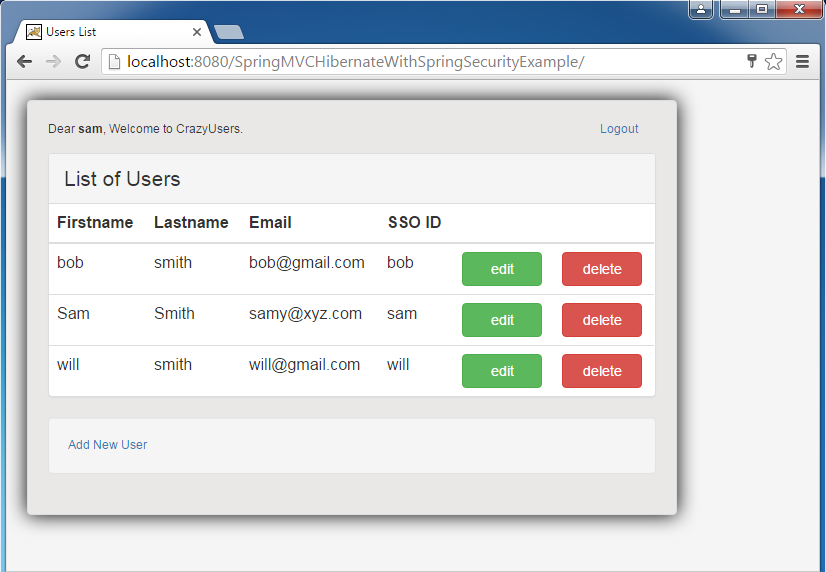 Users List
localhost:8080/SpringMVCHibernateWithSpringSecurityExample/
Dear sam, Welcome to CrazyUsers. Logout
List of Users
Firstname Lastname Email SSO ID
bob smith bob@gmail.com bob edit delete
Sam Smith samy@xyz.com sam edit delete
will smith will@gmail.com will edit delete
Add New User